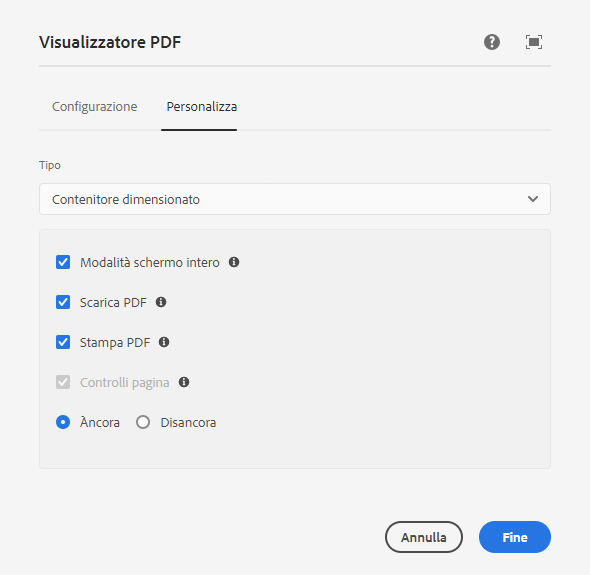 Visualizzatore PDF
Configurazione Personalizza
Tipo
Contenitore dimensionato
Modalità schermo intero
Scarica PDF
Stampa PDF
Controlli pagina
Àncora Disancora
Annulla Fine